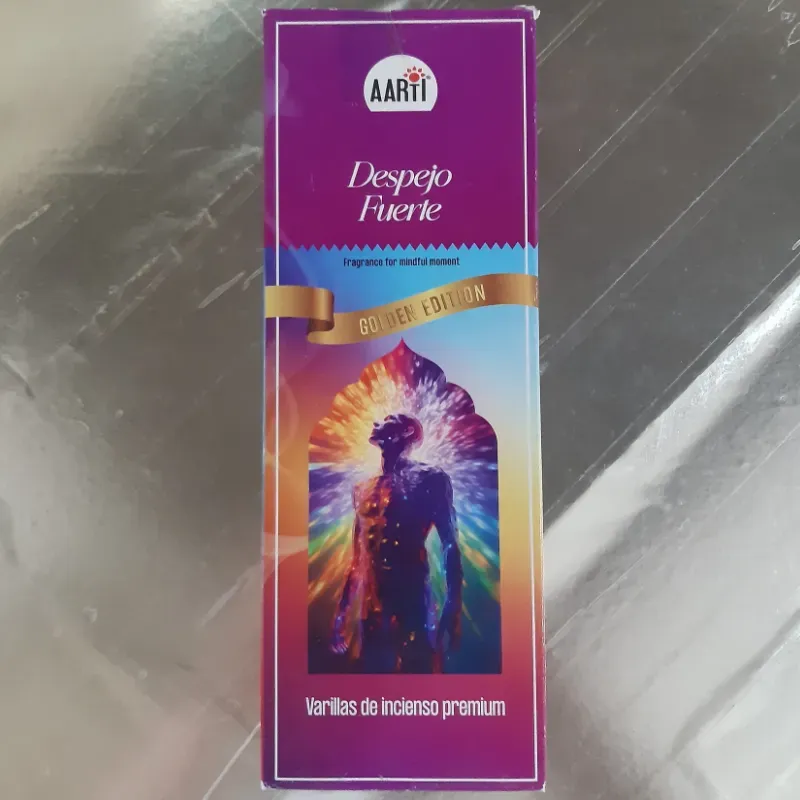 AARTI
Despejo
Fuerte
Fragrance for mindful moment
GOLDEN EDITION
Varillas de incienso premium